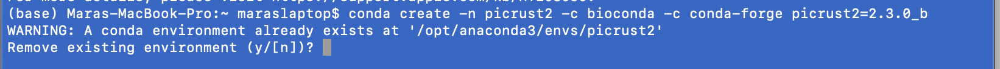 (base) Maras-MacBook-Pro:~ maraslaptop$ conda create -n picrust2 -c bioconda -c conda-forge picrust2=2.3.0_b
WARNING: A conda environment already exists at '/opt/anaconda3/envs/picrust2'
Remove existing environment (y/[n])?